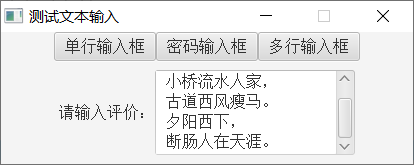 测试文本输入
单行输入框 密码输入框 多行输入框
请输入评价：
小桥流水人家，
古道西风瘦马。
夕阳西下，
断肠人在天涯。